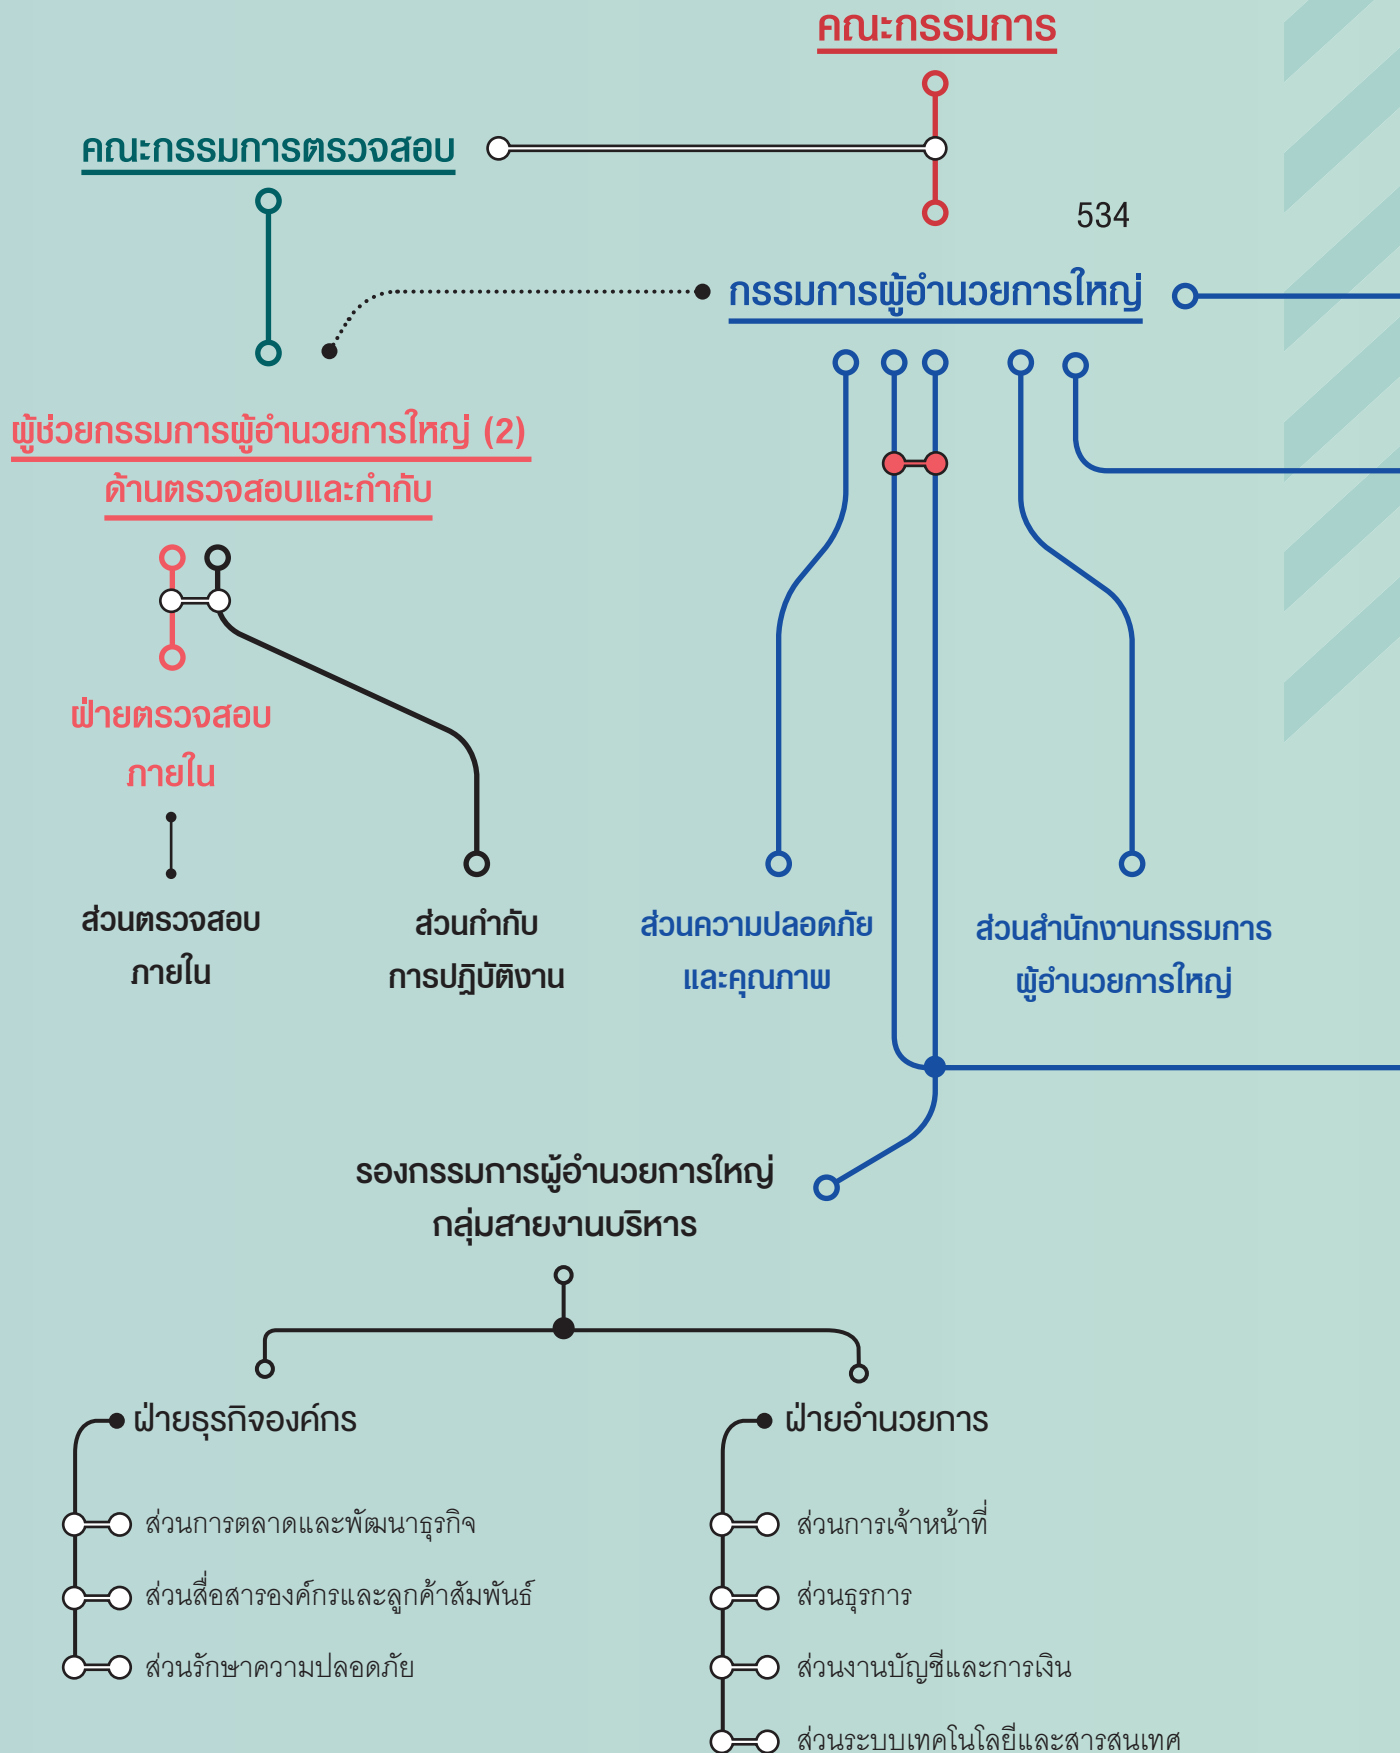 คณะกรรมการ
คณะกรรมการตรวจสอบ
534
กรรมการผู้อำนวยการใหญ่
ผู้ช่วยกรรมการผู้อำนวยการใหญ่ (2)
ด้านตรวจสอบและกำกับ
ฝ่ายตรวจสอบ
ภายใน
ส่วนตรวจสอบ
ภายใน
ส่วนกำกับ
การปฏิบัติงาน
ส่วนความปลอดภัย
และคุณภาพ
ส่วนสำนักงานกรรมการ
ผู้อำนวยการใหญ่
รองกรรมการผู้อำนวยการใหญ่
กลุ่มสายงานบริหาร
ฝ่ายธุรกิจองค์กร
ส่วนการตลาดและพัฒนาธุรกิจ
ส่วนสื่อสารองค์กรและลูกค้าสัมพันธ์
ส่วนรักษาความปลอดภัย
ฝ่ายอำนวยการ
ส่วนการเจ้าหน้าที่
ส่วนธุรการ
ส่วนงานบัญชีและการเงิน
ส่วนระบบเทคโนโลยีและสารสนเทศ